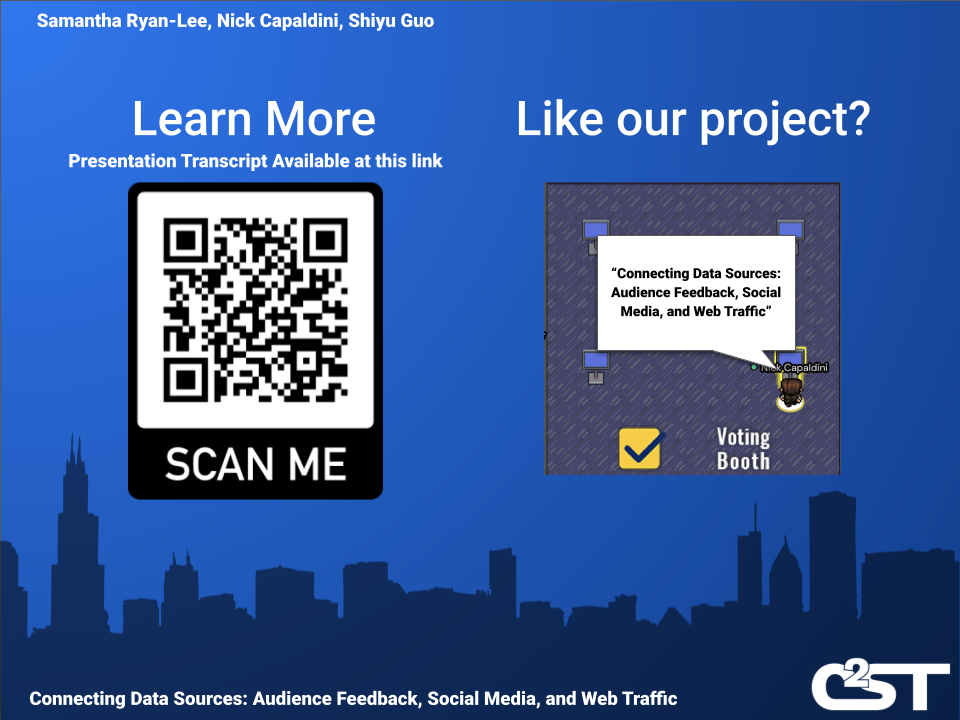 Samantha Ryan-Lee, Nick Capaldini, Shiyu Guo
Learn More
Presentation Transcript Available at this link
SCAN ME
Like our project?
“Connecting Data Sources:
Audience Feedback, Social
Media, and Web Traffic”
Nick Capaldini
Voting
Booth
Connecting Data Sources: Audience Feedback, Social Media, and Web Traffic
C2ST